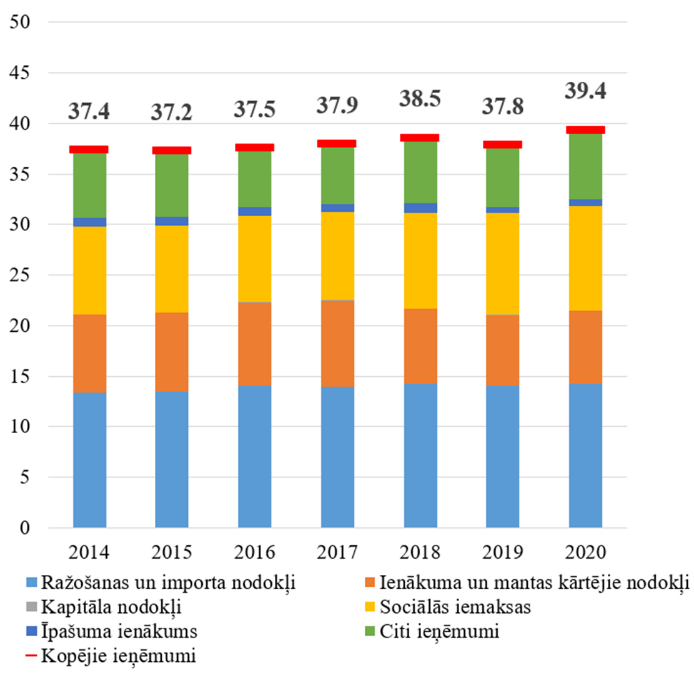 50
45
40
35
30
25
20
15
10
5
0
37.4 37.2 37.5 37.9 38.5 37.8 39.4
2014 2015 2016 2017 2018 2019 2020
Ražošanas un importa nodokļi
Ienākuma un mantas kārtējie nodokļi
Kapitāla nodokļi
Sociālās iemaksas
Īpašuma ienākums
Citi ieņēmumi
Kopējie ieņēmumi